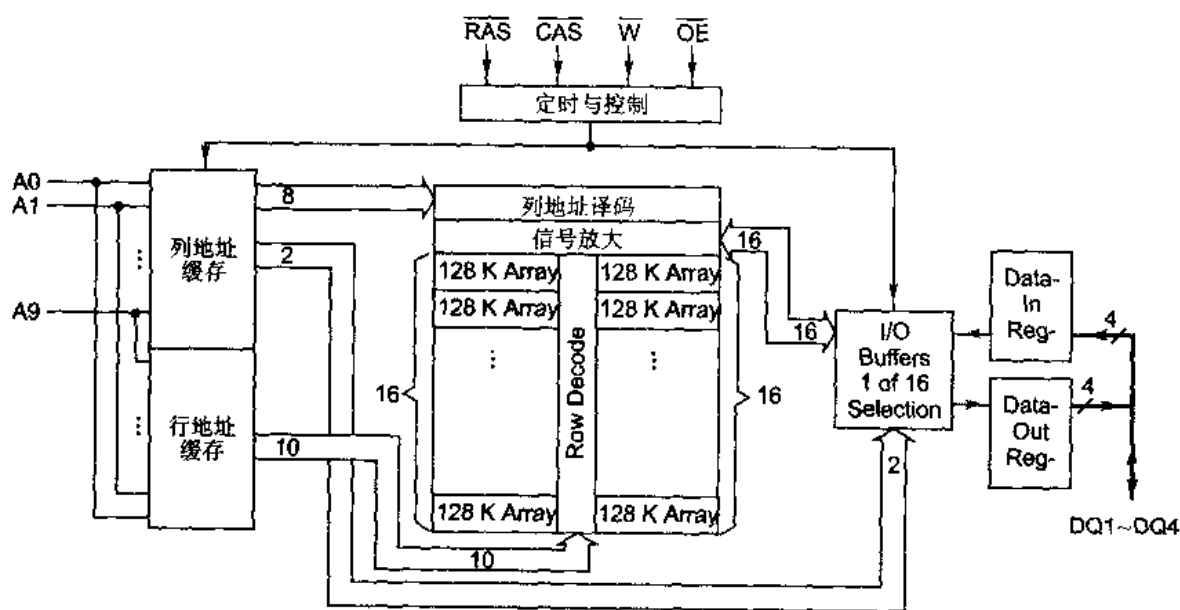 R̅A̅S̅ C̅A̅S̅ W̅ O̅E̅
定时与控制
A0
A1
⋮
A9
列地址
缓存
⋮
行地址
缓存
⋮
8
2
10
列地址译码
信号放大
128 K Array
128 K Array
128 K Array
128 K Array
⋮
⋮
Row Decode
128 K Array
128 K Array
16
16
10
16
16
I/O
Buffers
1 of 16
Selection
2
Data-
In
Reg-
4
Data-
Out
Reg-
4
DQ1~DQ4